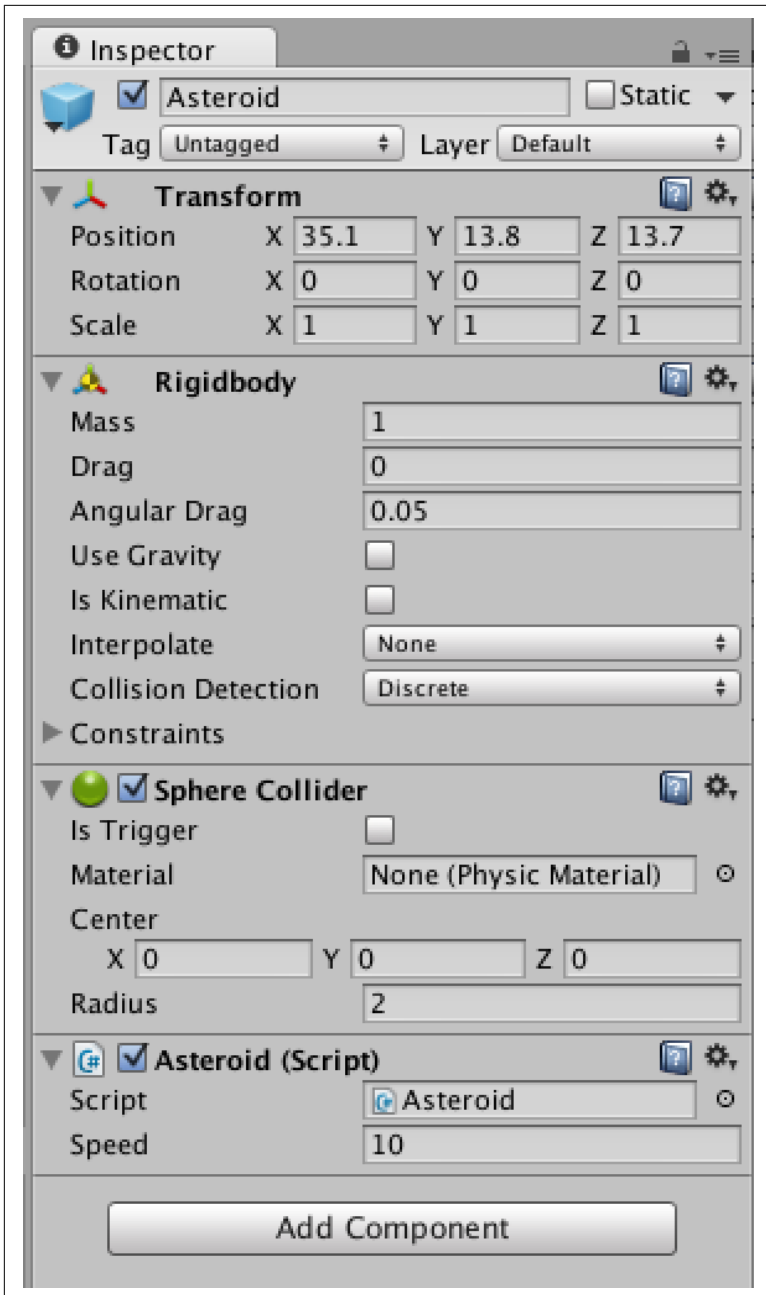 Inspector
Asteroid Static
Tag Untagged Layer Default
Transform
Position X 35.1 Y 13.8 Z 13.7
Rotation X 0 Y 0 Z 0
Scale X 1 Y 1 Z 1
Rigidbody
Mass 1
Drag 0
Angular Drag 0.05
Use Gravity
Is Kinematic
Interpolate None
Collision Detection Discrete
Constraints
Sphere Collider
Is Trigger
Material None (Physic Material)
Center
X 0 Y 0 Z 0
Radius 2
Asteroid (Script)
Script Asteroid
Speed 10
Add Component